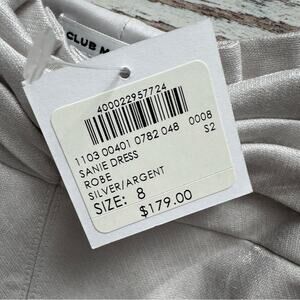 CLUB M
400022957724
1103 00401 0782 048 0008
SANIE DRESS S2
ROBE
SILVER/ARGENT
SIZE: 8
$179.00